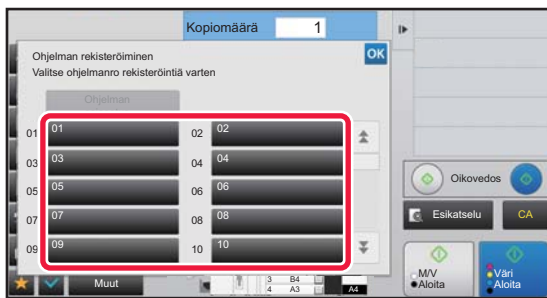 Kopiomäärä 1
OK
Ohjelman rekisteröiminen
Valitse ohjelmanro rekisteröintiä varten
Ohjelman
01 01 02 02
03 03 04 04
05 05 06 06
07 07 08 08
09 09 10 10
Oikovedos
Esikatselu CA
Muut
3 B4
4 A3
A4
M/V
Aloita
Väri
Aloita